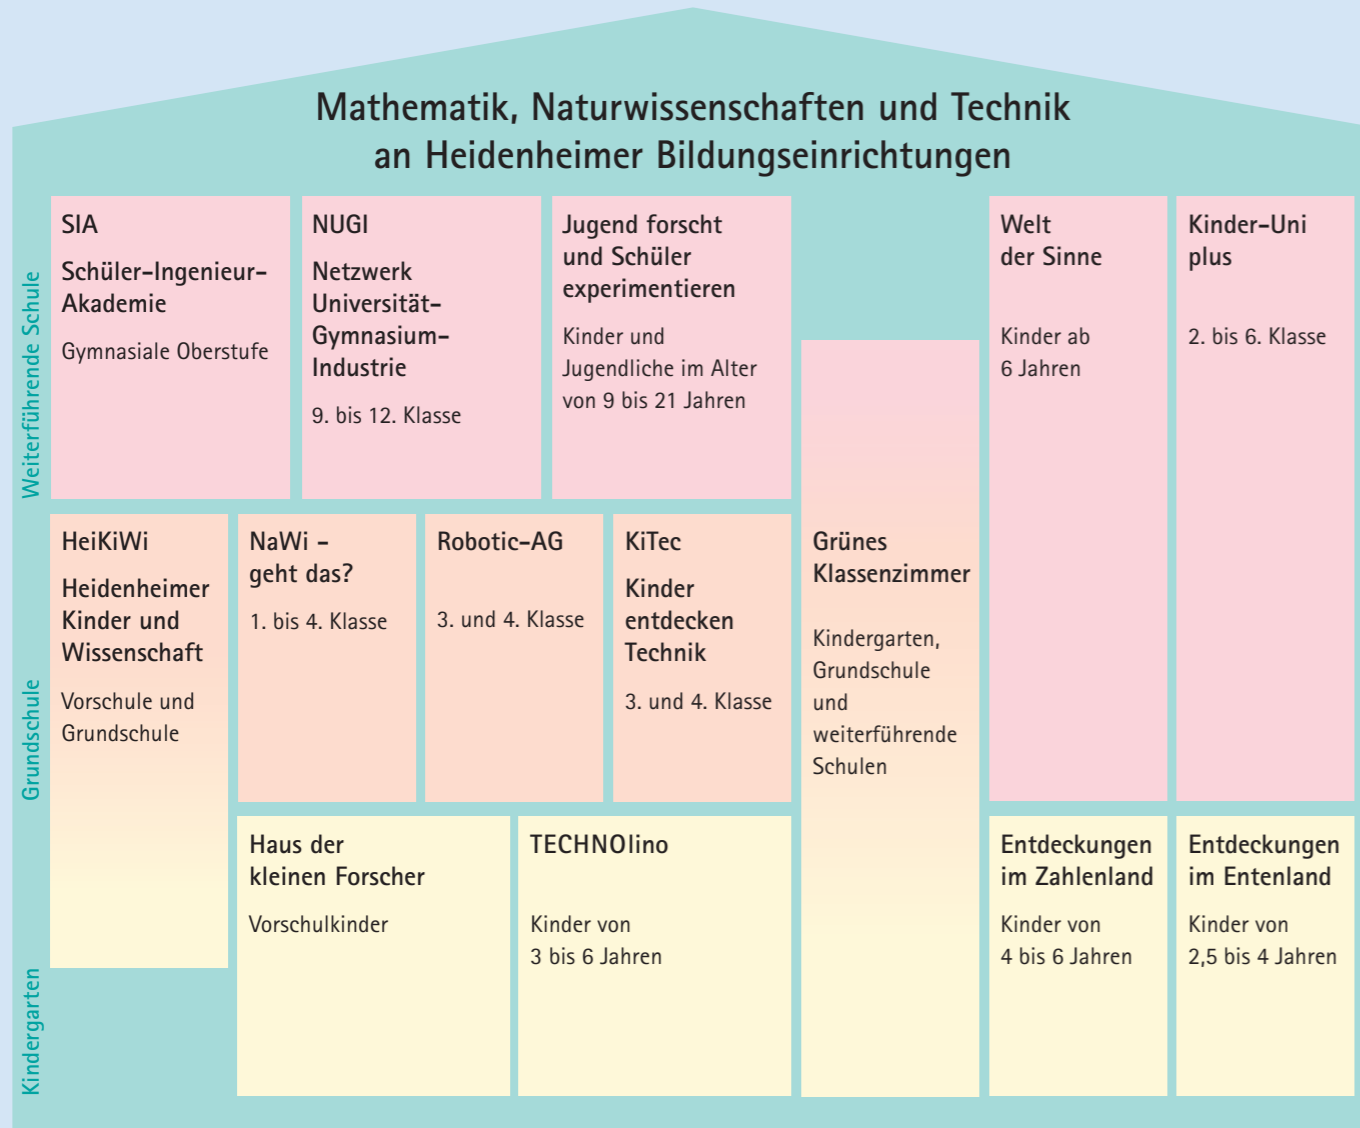 Mathematik, Naturwissenschaften und Technik
an Heidenheimer Bildungseinrichtungen
Weiterführende Schule
SIA
Schüler-Ingenieur-
Akademie
Gymnasiale Oberstufe
NUGI
Netzwerk
Universität-
Gymnasium-
Industrie
9. bis 12. Klasse
Jugend forscht
und Schüler
experimentieren
Kinder und
Jugendliche im Alter
von 9 bis 21 Jahren
Welt
der Sinne
Kinder ab
6 Jahren
Kinder-Uni
plus
2. bis 6. Klasse
Grundschule
HeiKiWi
Heidenheimer
Kinder und
Wissenschaft
Vorschule und
Grundschule
NaWi -
geht das?
1. bis 4. Klasse
Robotic-AG
3. und 4. Klasse
KiTec
Kinder
entdecken
Technik
3. und 4. Klasse
Grünes
Klassenzimmer
Kindergarten,
Grundschule
und
weiterführende
Schulen
Kindergarten
Haus der
kleinen Forscher
Vorschulkinder
TECHNOlino
Kinder von
3 bis 6 Jahren
Entdeckungen
im Zahlenland
Kinder von
4 bis 6 Jahren
Entdeckungen
im Entenland
Kinder von
2,5 bis 4 Jahren